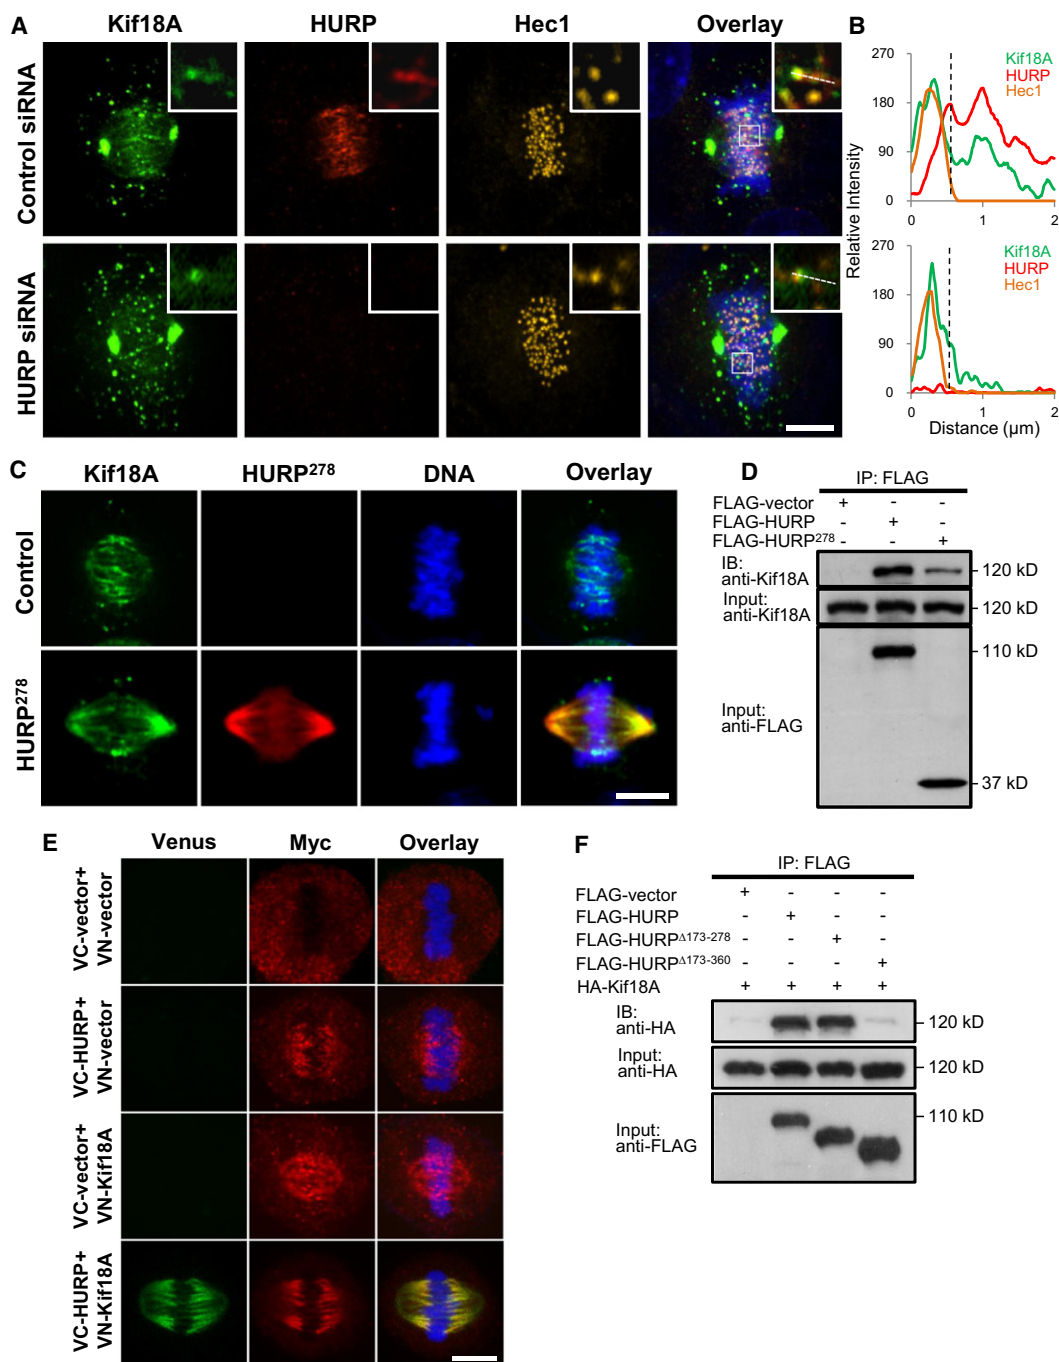 A
Kif18A HURP Hec1 Overlay
Control siRNA
HURP siRNA
B
270
180
90
0
0 1 2
Kif18A
HURP
Hec1
Relative Intensity
270
180
90
0
0 1 2
Kif18A
HURP
Hec1
Distance (µm)
C
Kif18A HURP²⁷⁸ DNA Overlay
Control
HURP²⁷⁸
D
IP: FLAG
FLAG-vector + - -
FLAG-HURP - + -
FLAG-HURP²⁷⁸ - - +
IB:
anti-Kif18A
120 kD
Input:
anti-Kif18A
120 kD
110 kD
Input:
anti-FLAG
37 kD
E
Venus Myc Overlay
VC-vector+
VN-vector
VC-HURP+
VN-vector
VC-vector+
VN-Kif18A
VC-HURP+
VN-Kif18A
F
IP: FLAG
FLAG-vector + - - -
FLAG-HURP - + - -
FLAG-HURP^Δ173-278 - - + -
FLAG-HURP^Δ173-360 - - - +
HA-Kif18A + + + +
IB:
anti-HA
120 kD
Input:
anti-HA
120 kD
110 kD
Input:
anti-FLAG